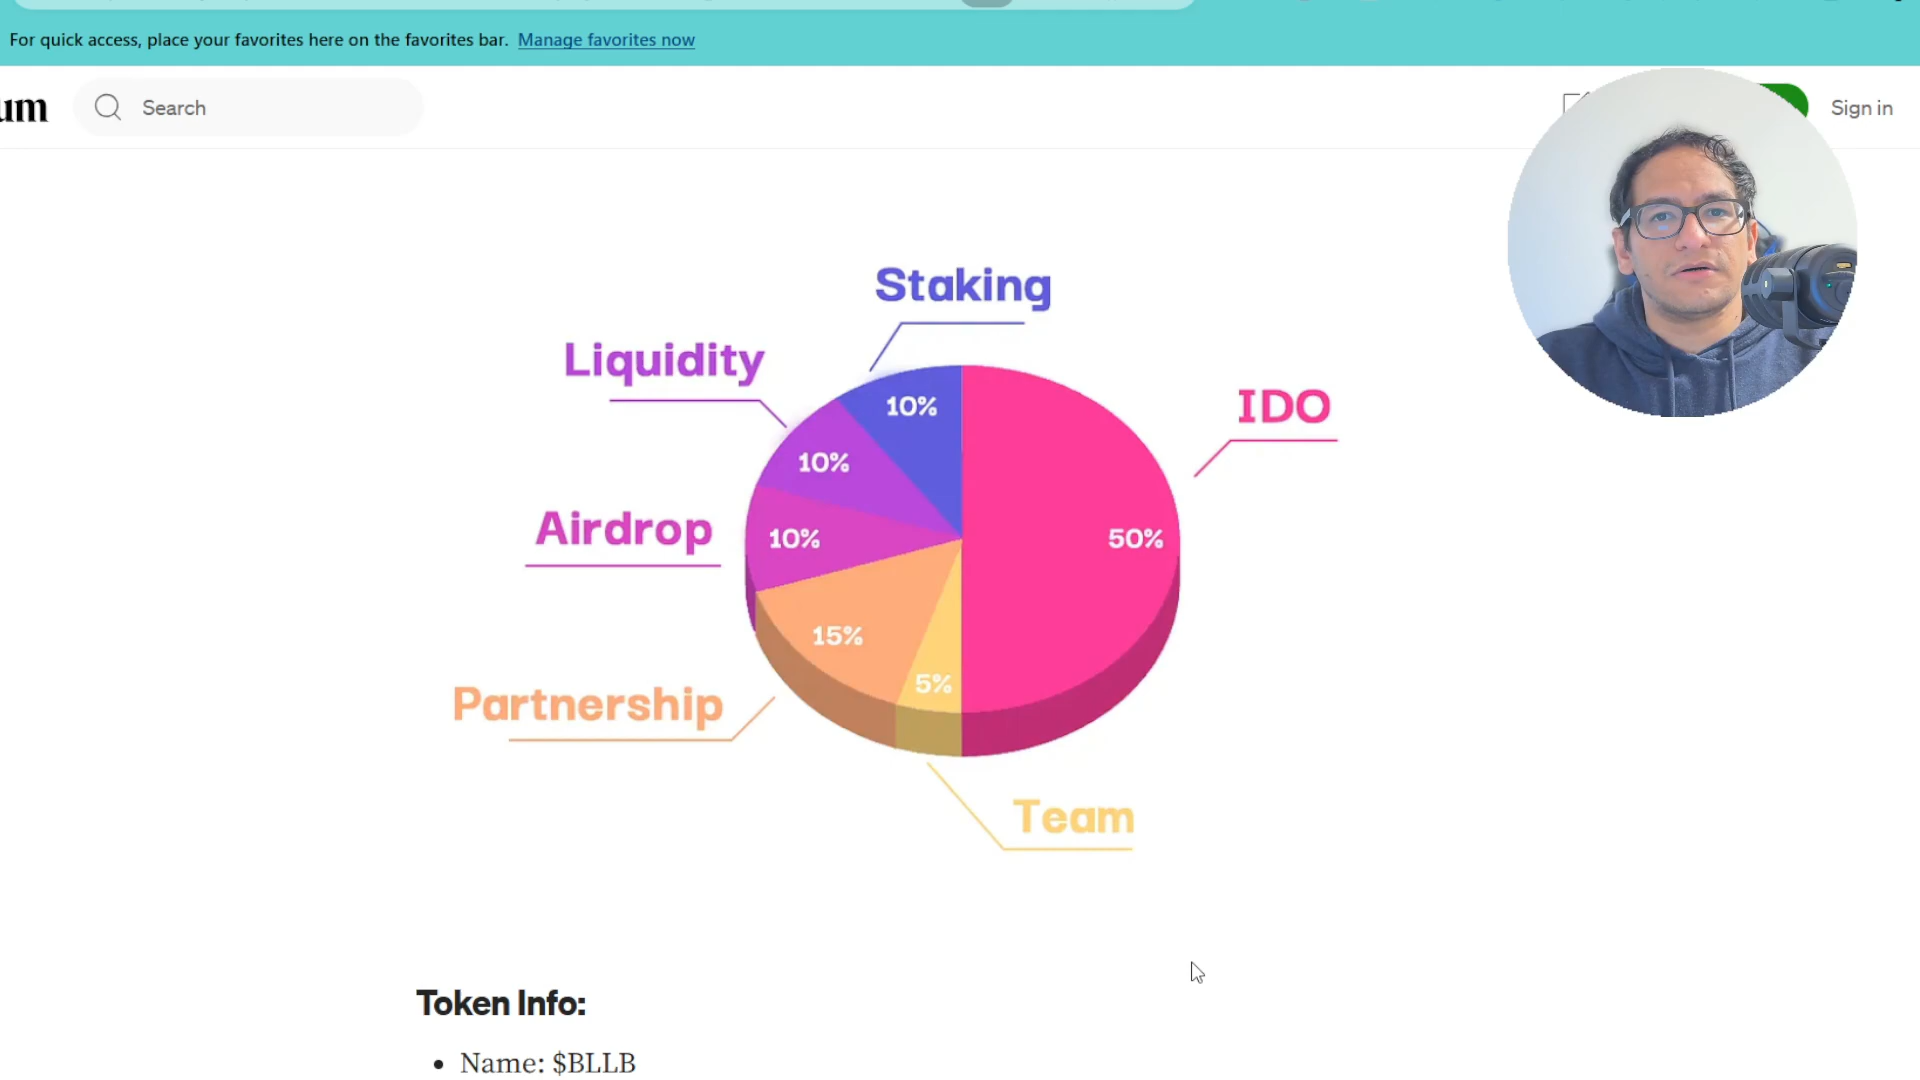 For quick access, place your favorites here on the favorites bar. Manage favorites now
um
Search
Sign in
Staking
Liquidity
IDO
10%
10%
Airdrop
10%
50%
15%
Partnership
5%
Team
Token Info:
• Name: $BLLB